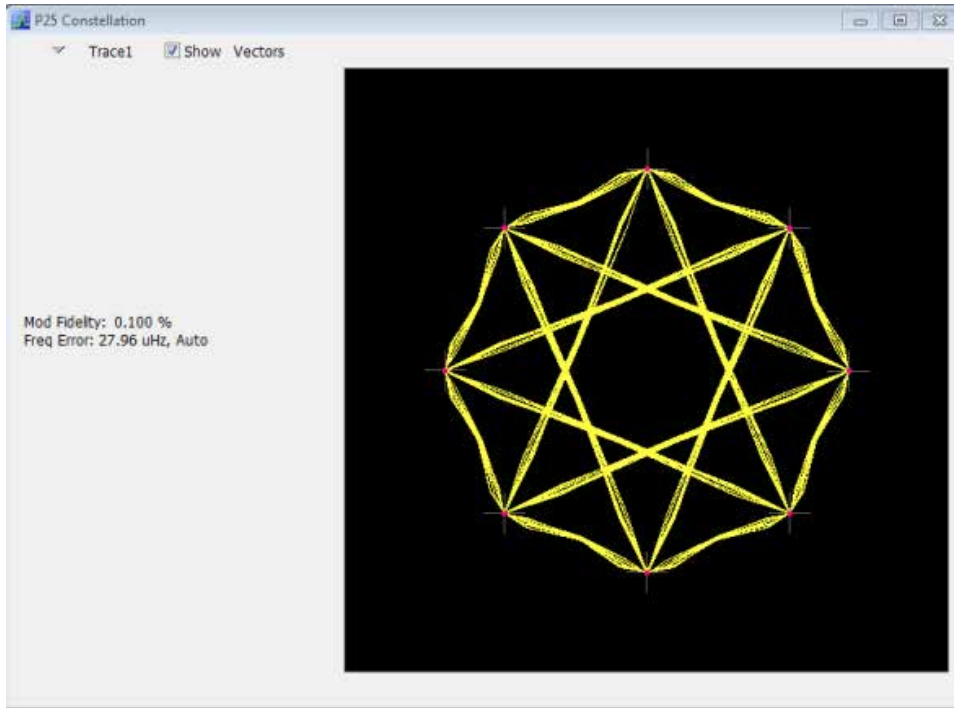 P25 Constellation
Trace1 Show Vectors
Mod Fidelity: 0.100 %
Freq Error: 27.96 uHz, Auto